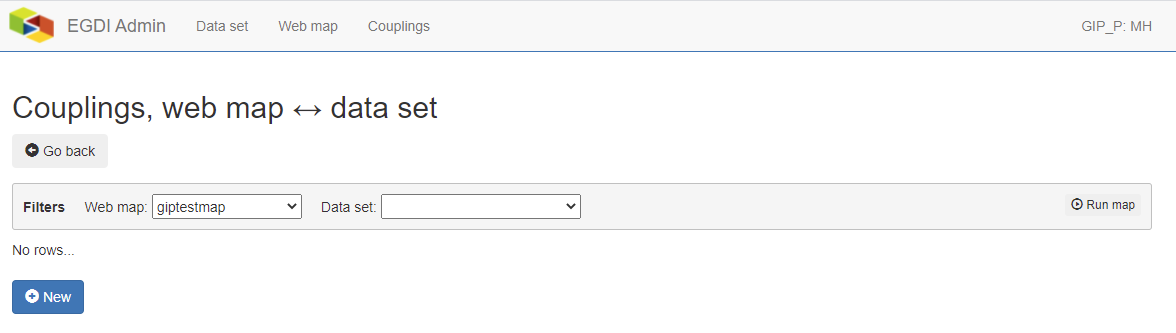 EGDI Admin Data set Web map Couplings GIP_P: MH
Couplings, web map ↔ data set
Go back
Filters Web map: giptestmap Data set: Run map
No rows...
New